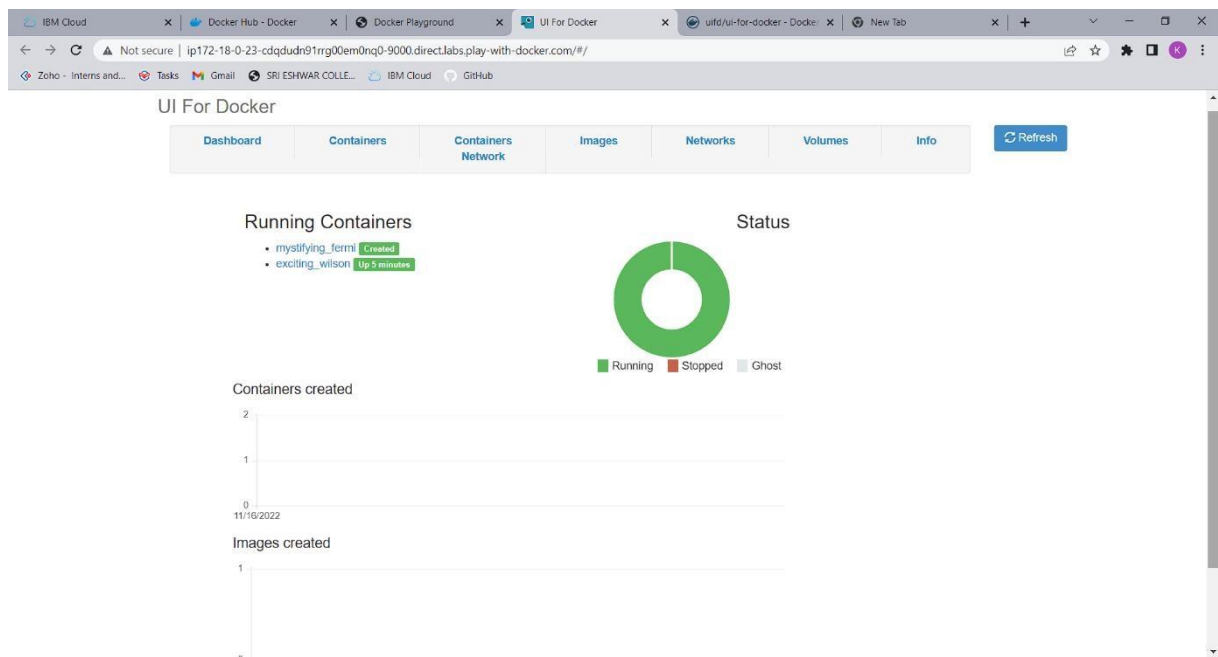 IBM Cloud
Docker Hub - Docker
Docker Playground
UI For Docker
uifd/ui-for-docker - Docker
New Tab
Not secure | ip172-18-0-23-cdqdudn91rrg00em0nq0-9000.direct.labs.play-with-docker.com/#/
K
Zoho - Interns and...
Tasks
Gmail
SRI ESHWAR COLLE...
IBM Cloud
GitHub
UI For Docker
Dashboard
Containers
Containers
Network
Images
Networks
Volumes
Info
Refresh
Running Containers
mystifying_fermi Created
exciting_wilson Up 5 minutes
Status
Running
Stopped
Ghost
Containers created
2
1
0
11/16/2022
Images created
1